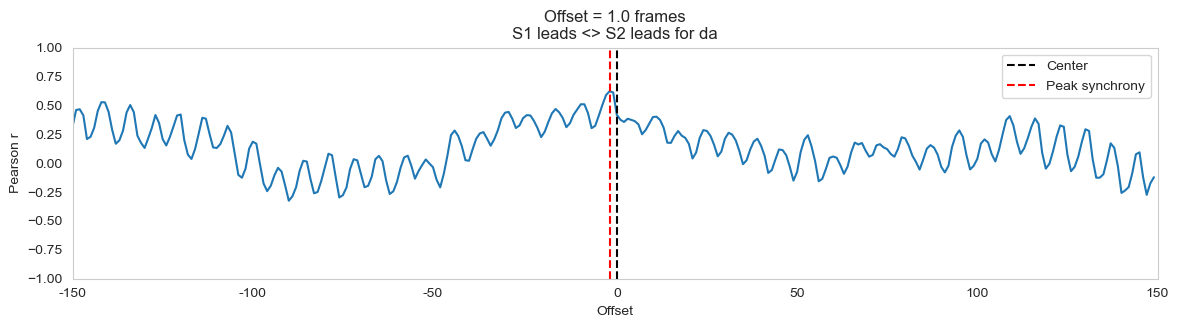 Offset = 1.0 frames
S1 leads <> S2 leads for da
1.00
0.75
0.50
0.25
0.00
−0.25
−0.50
−0.75
−1.00
Pearson r
Center
Peak synchrony
-150
-100
-50
0
50
100
150
Offset